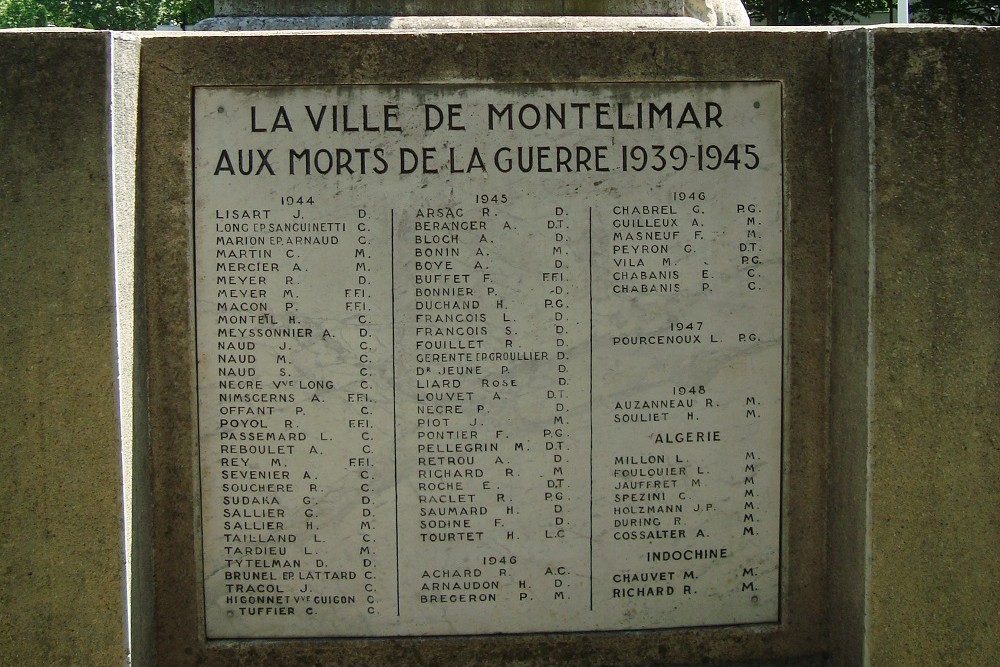 LA VILLE DE MONTELIMAR
AUX MORTS DE LA GUERRE 1939-1945
1944
LISART J. D.
LONG EP. SANGUINETTI C.
MARION EP. ARNAUD C.
MARTIN C. M.
MERCIER A. M.
MEYER R. D.
MEYER M. F.F.I.
MACON P. F.F.I.
MONTEIL H. C.
MEYSSONNIER A. D.
NAUD J. C.
NAUD M. C.
NAUD S. C.
NEGRE VVE LONG C.
NIMSGERNS A. F.F.I.
OFFANT P. C.
POYOL R. F.F.I.
PASSEMARD L. C.
REBOULET A. C.
REY M. F.F.I.
SEVENIER A. C.
SOUCHERE R. C.
SUDAKA G. D.
SALLIER G. D.
SALLIER H. M.
TAILLAND L. C.
TARDIEU L. M.
TYTELMAN D. D.
BRUNEL EP. LATTARD C.
TRACOL J. C.
HIGONNET VVE GUIGON C
TUFFIER C. C.
1945
ARSAC R. D.
BERANGER A. D.T.
BLOCH A. D.
BONIN A. M.
BOYE A. D.
BUFFET F. F.F.I.
BONNIER P. D.
DUCHAND H. P.G.
FRANCOIS L. D.
FRANCOIS S. D.
FOUILLET R. D.
GERENTE EP. GROULLIER D.
DR JEUNE P. D.
LIARD ROSE D.
LOUVET A D.T.
NEGRE P. D.
PIOT J. M.
PONTIER F. P.G.
PELLEGRIN M. D.T.
RETROU A. D.
RICHARD R. M
ROCHE E. D.T.
RACLET R. P.G.
SAUMARD H. D.
SODINE F. D.
TOURTET H. L.C
1946
ACHARD R. A.C.
ARNAUDON H. D.
BREGERON P. M.
1946
CHABREL G. P.G.
GUILLEUX A. M.
MASNEUF F. M.
PEYRON G. D.T.
VILA M. P.G.
CHABANIS E. C.
CHABANIS P. C.
1947
POURCENOUX L. P.G.
1948
AUZANNEAU R. M.
SOULIET H. M.
ALGERIE
MILLON L. M.
FOULOUIER L. M.
JAUFFRET M. M.
SPEZINI C. M.
HOLZMANN J.P. M.
DURING R. M.
COSSALTER A. M.
INDOCHINE
CHAUVET M. M.
RICHARD R. M.